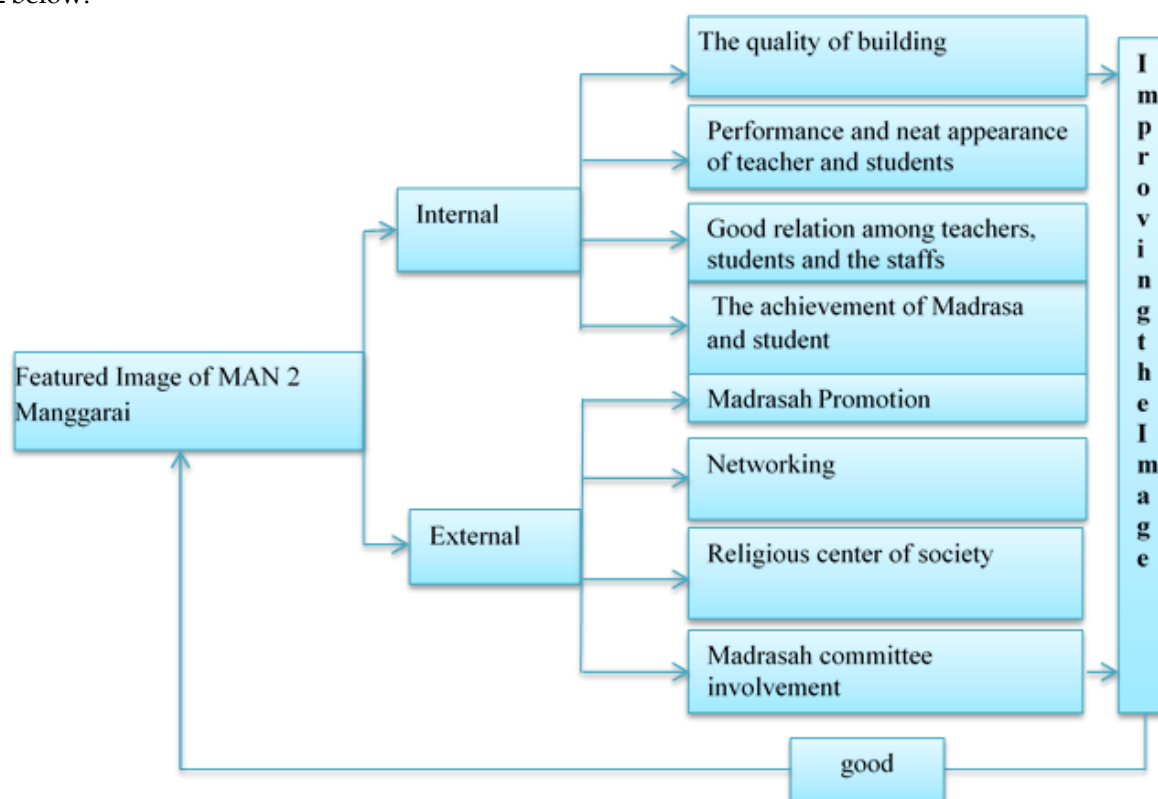 below.
The quality of building
Performance and neat appearance
of teacher and students
Internal
Good relation among teachers,
students and the staffs
The achievement of Madrasa
and student
Featured Image of MAN 2
Manggarai
Madrasah Promotion
Networking
External
Religious center of society
Madrasah committee
involvement
good
I
m
p
r
o
v
i
n
g
t
h
e
I
m
a
g
e